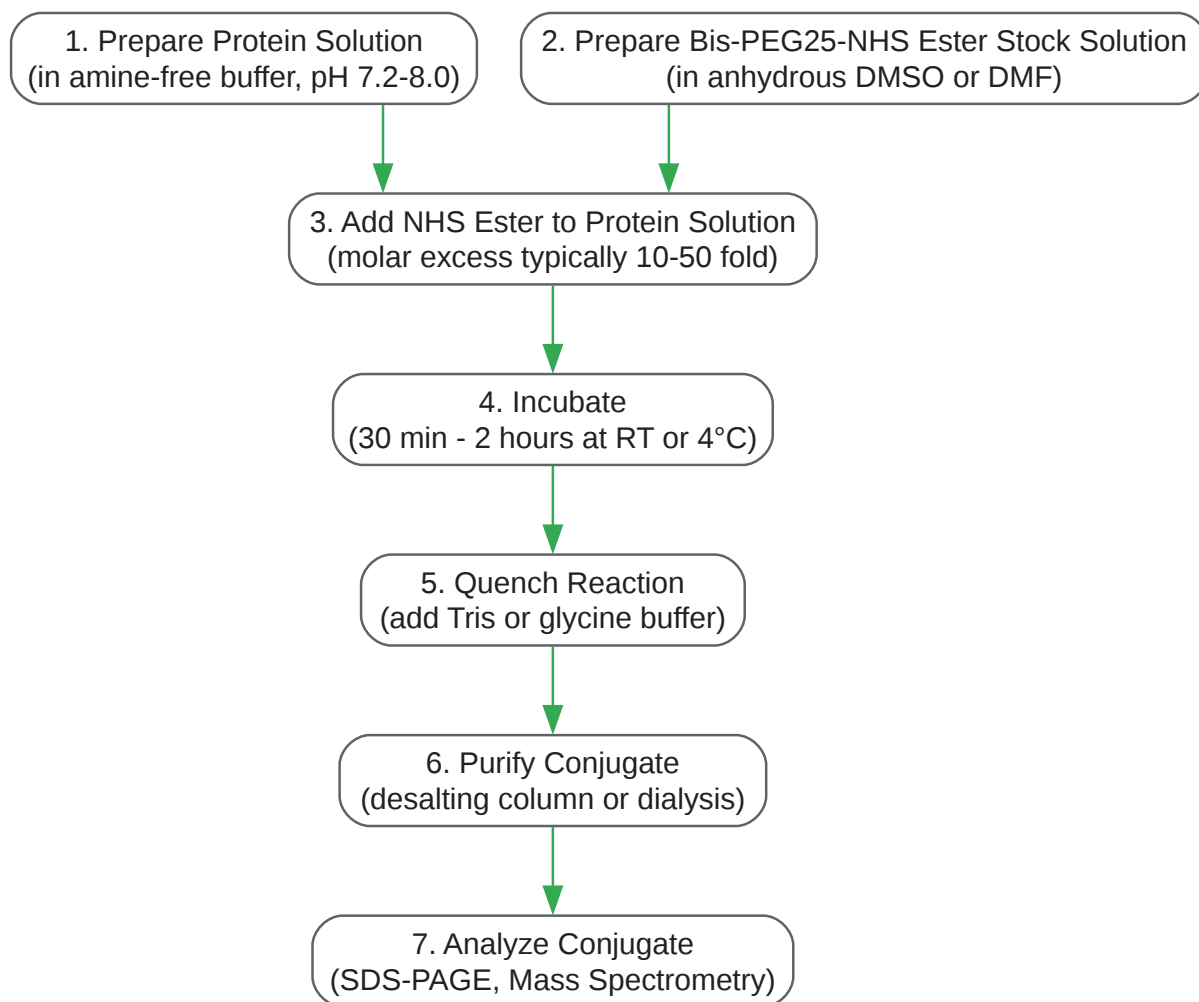 1. Prepare Protein Solution
(in amine-free buffer, pH 7.2-8.0)
2. Prepare Bis-PEG25-NHS Ester Stock Solution
(in anhydrous DMSO or DMF)
3. Add NHS Ester to Protein Solution
(molar excess typically 10-50 fold)
4. Incubate
(30 min - 2 hours at RT or 4°C)
5. Quench Reaction
(add Tris or glycine buffer)
6. Purify Conjugate
(desalting column or dialysis)
7. Analyze Conjugate
(SDS-PAGE, Mass Spectrometry)